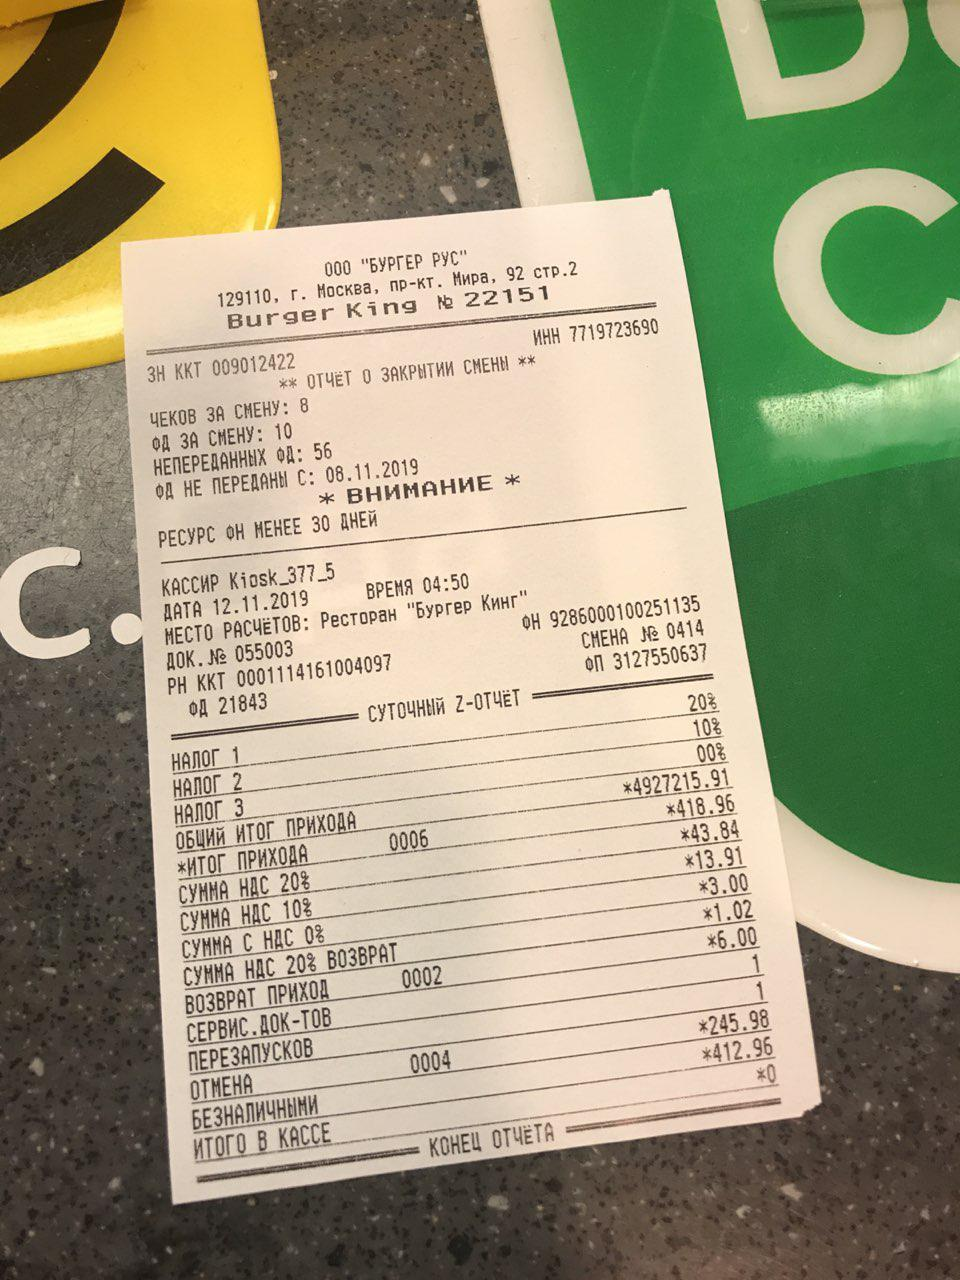 ООО "БУРГЕР РУС"
129110, г. Москва, пр-кт. Мира, 92 стр.2
Burger King № 22151
ЗН ККТ 009012422 ИНН 7719723690
** ОТЧЁТ О ЗАКРЫТИИ СМЕНЫ **
ЧЕКОВ ЗА СМЕНУ: 8
ФД ЗА СМЕНУ: 10
НЕПЕРЕДАННЫХ ФД: 56
ФД НЕ ПЕРЕДАНЫ С: 08.11.2019
* ВНИМАНИЕ *
РЕСУРС ФН МЕНЕЕ 30 ДНЕЙ
КАССИР Kiosk_377_5
ДАТА 12.11.2019 ВРЕМЯ 04:50
МЕСТО РАСЧЁТОВ: Ресторан "Бургер Кинг"
ДОК.№ 055003 ФН 9286000100251135
РН ККТ 0001114161004097 СМЕНА № 0414
ФД 21843 ФП 3127550637
СУТОЧНЫЙ Z-ОТЧЁТ
НАЛОГ 1 20%
НАЛОГ 2 10%
НАЛОГ 3 00%
ОБЩИЙ ИТОГ ПРИХОДА *4927215.91
*ИТОГ ПРИХОДА 0006 *418.96
СУММА НДС 20% *43.84
СУММА НДС 10% *13.91
СУММА С НДС 0% *3.00
СУММА НДС 20% ВОЗВРАТ *1.02
ВОЗВРАТ ПРИХОД 0002 *6.00
СЕРВИС.ДОК-ТОВ 1
ПЕРЕЗАПУСКОВ 1
ОТМЕНА 0004 *245.98
БЕЗНАЛИЧНЫМИ *412.96
ИТОГО В КАССЕ *0
КОНЕЦ ОТЧЁТА
С.